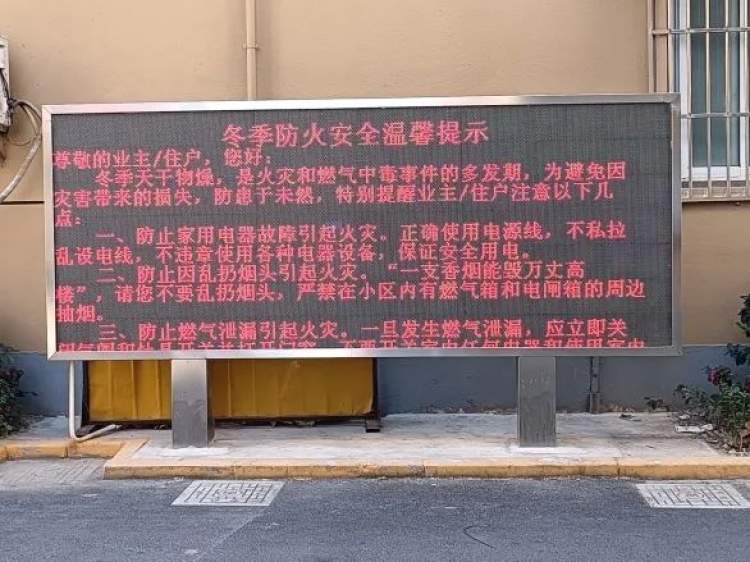 冬季防火安全温馨提示
尊敬的业主/住户，您好：
冬季天干物燥，是火灾和燃气中毒事件的多发期，为避免因
灾害带来的损失，防患于未然，特别提醒业主/住户注意以下几
点：
一、防止家用电器故障引起火灾。正确使用电源线，不私拉
乱设电线，不违章使用各种电器设备，保证安全用电。
二、防止因乱扔烟头引起火灾。“一支香烟能毁万丈高
楼”，请您不要乱扔烟头，严禁在小区内有燃气箱和电闸箱的周边
抽烟。
三、防止燃气泄漏引起火灾。一旦发生燃气泄漏，应立即关